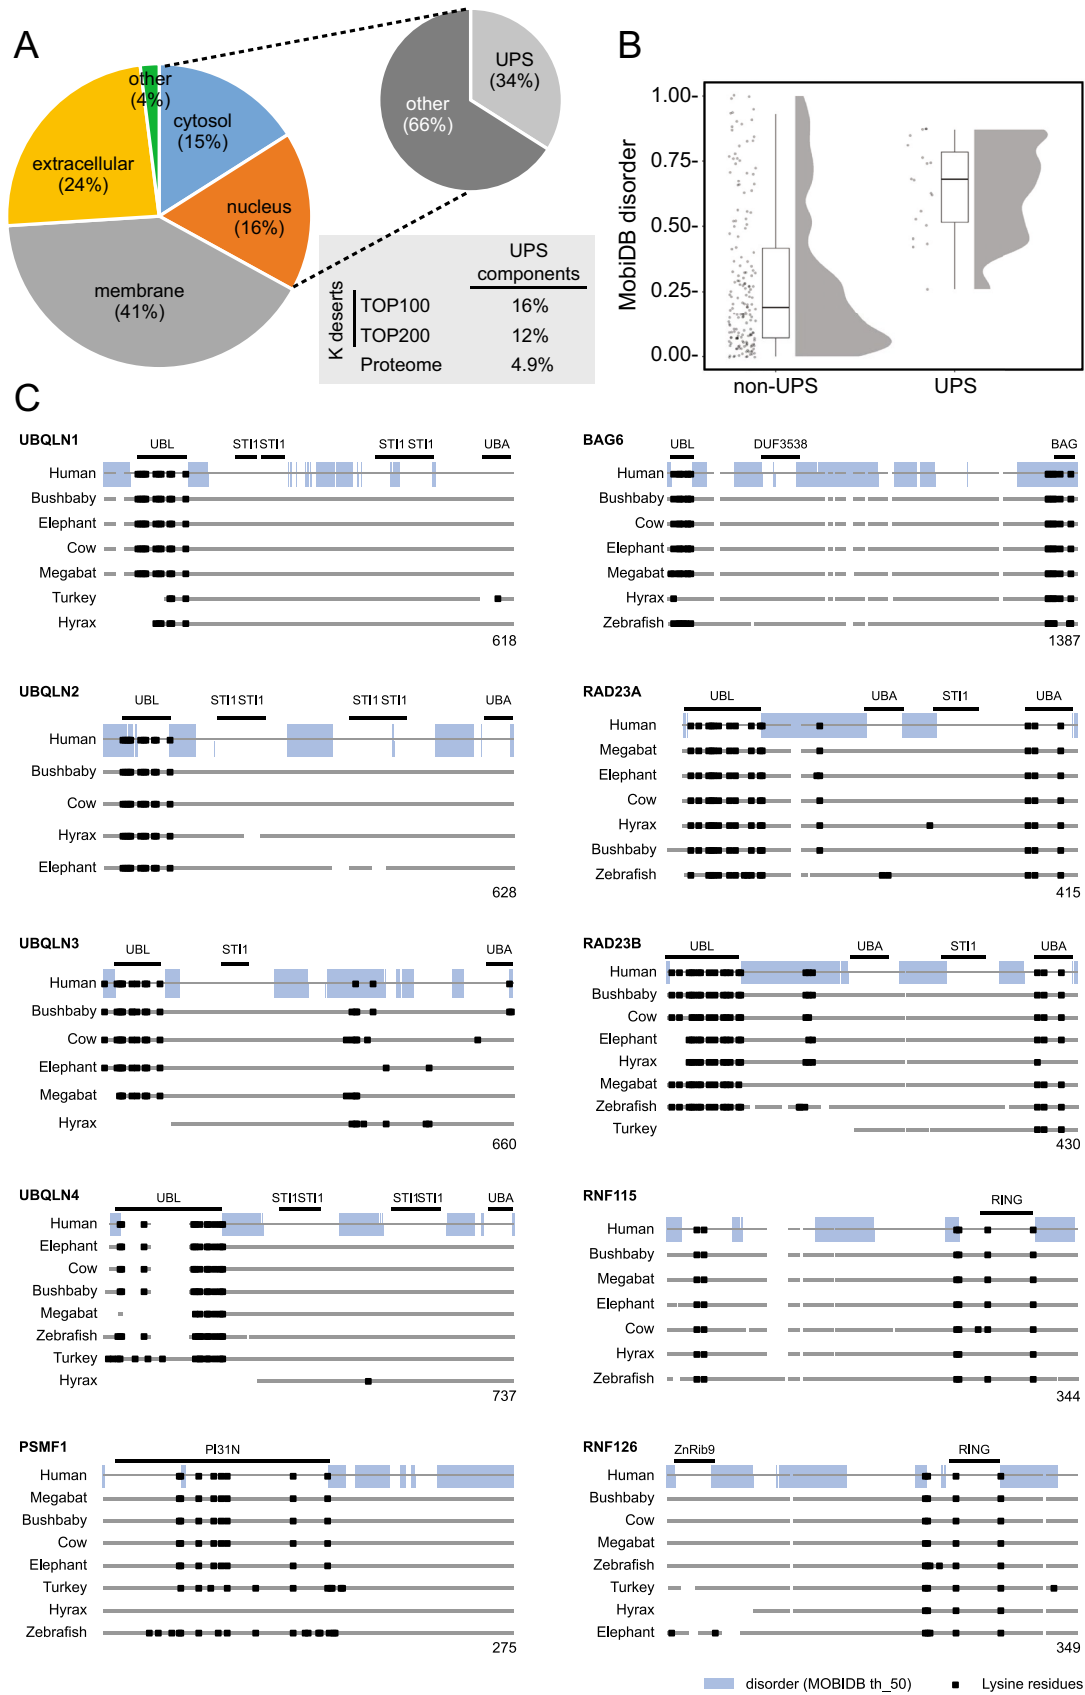 A
other
(4%)
cytosol
(15%)
extracellular
(24%)
nucleus
(16%)
membrane
(41%)
UPS
(34%)
other
(66%)
UPS
components
K deserts
TOP100 16%
TOP200 12%
Proteome 4.9%
B
MobiDB disorder
1.00-
0.75-
0.50-
0.25-
0.00-
non-UPS UPS
C
UBQLN1
UBL STI1 STI1 STI1 STI1 UBA
Human
Bushbaby
Elephant
Cow
Megabat
Turkey
Hyrax
618
UBQLN2
UBL STI1 STI1 STI1 STI1 UBA
Human
Bushbaby
Cow
Hyrax
Elephant
628
UBQLN3
UBL STI1 UBA
Human
Bushbaby
Cow
Elephant
Megabat
Hyrax
660
UBQLN4
UBL STI1 STI1 STI1 STI1 UBA
Human
Elephant
Cow
Bushbaby
Megabat
Zebrafish
Turkey
Hyrax
737
PSMF1
PI31N
Human
Megabat
Bushbaby
Cow
Elephant
Turkey
Hyrax
Zebrafish
275
BAG6
UBL DUF3538 BAG
Human
Bushbaby
Cow
Elephant
Megabat
Hyrax
Zebrafish
1387
RAD23A
UBL UBA STI1 UBA
Human
Megabat
Elephant
Cow
Hyrax
Bushbaby
Zebrafish
415
RAD23B
UBL UBA STI1 UBA
Human
Bushbaby
Cow
Elephant
Hyrax
Megabat
Zebrafish
Turkey
430
RNF115
RING
Human
Bushbaby
Megabat
Elephant
Cow
Hyrax
Zebrafish
344
RNF126
ZnRib9 RING
Human
Bushbaby
Cow
Megabat
Zebrafish
Turkey
Hyrax
Elephant
349
disorder (MOBIDB th_50) Lysine residues